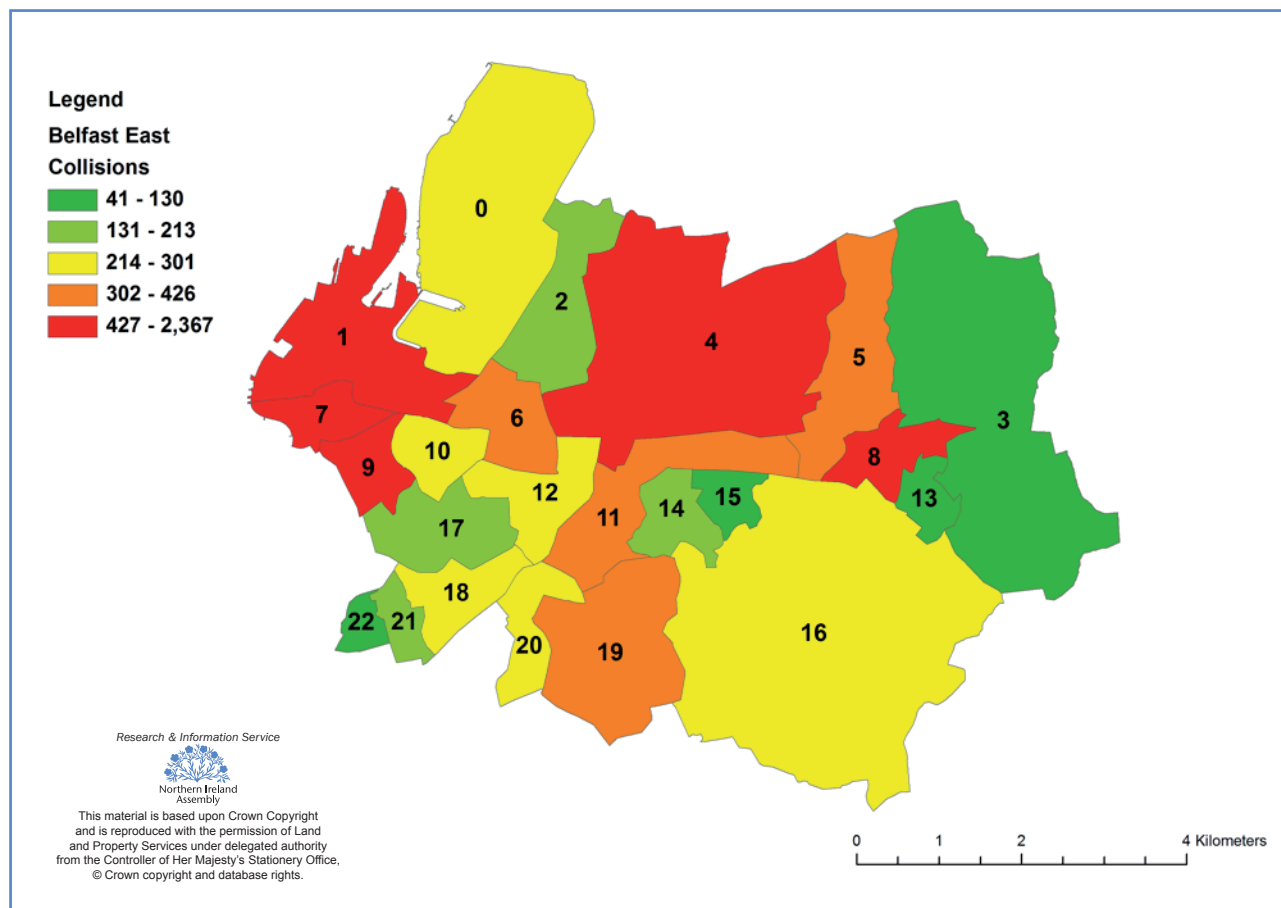 Legend
Belfast East
Collisions
41 - 130
131 - 213
214 - 301
302 - 426
427 - 2,367
0
1
2
3
4
5
6
7
8
9
10
11
12
13
14
15
16
17
18
19
20
21
22
Research & Information Service
Northern Ireland
Assembly
This material is based upon Crown Copyright
and is reproduced with the permission of Land
and Property Services under delegated authority
from the Controller of Her Majesty's Stationery Office,
© Crown copyright and database rights.
0 1 2 4 Kilometers